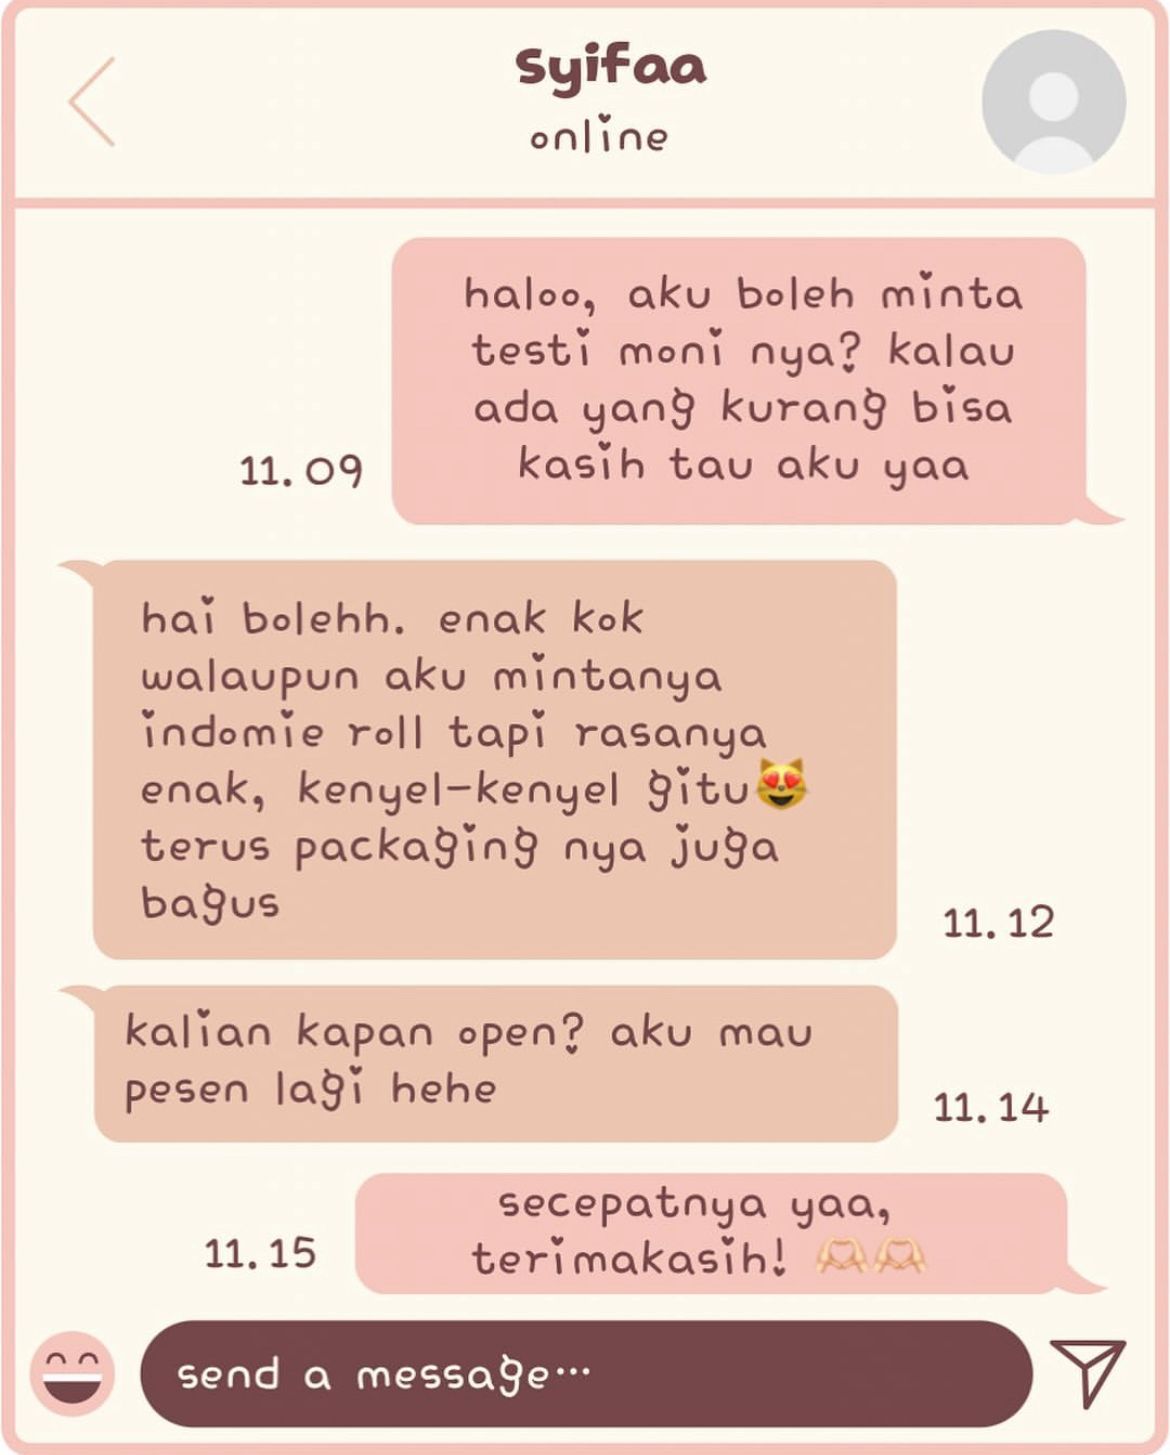 Syifaa
online
haloo, aku boleh minta
testi moni nya? kalau
ada yang kurang bisa
kasih tau aku yaa
11.09
hai bolehh. enak kok
walaupun aku mintanya
indomie roll tapi rasanya
enak, kenyel-kenyel gitu😻
terus packaging nya juga
bagus
11.12
kalian kapan open? aku mau
pesen lagi hehe
11.14
secepatnya yaa,
terimakasih! 🫶🏻🫶🏻
11.15
send a message...